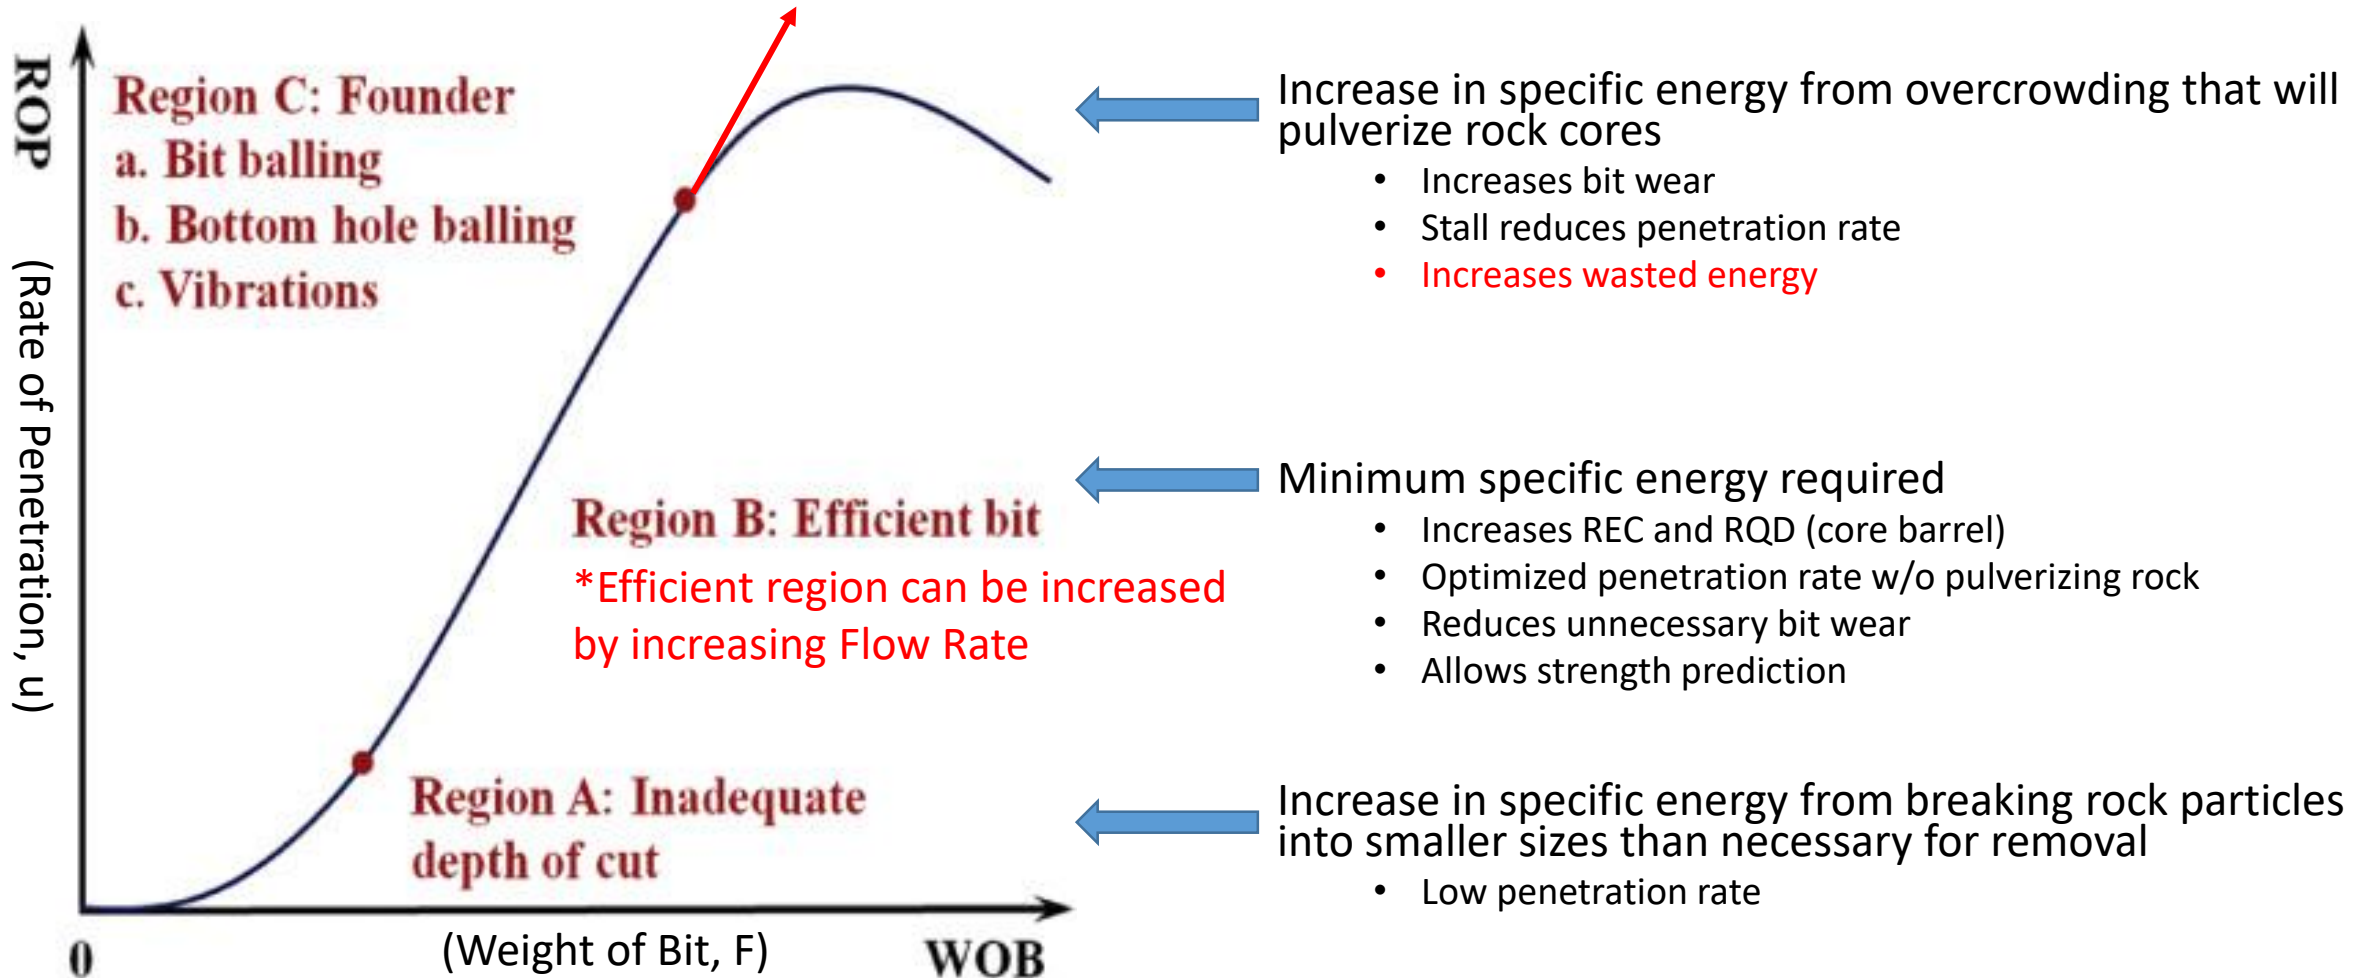 ROP
(Rate of Penetration, u)
Region C: Founder
a. Bit balling
b. Bottom hole balling
c. Vibrations
Region B: Efficient bit
*Efficient region can be increased
by increasing Flow Rate
Region A: Inadequate
depth of cut
0
(Weight of Bit, F)
WOB
Increase in specific energy from overcrowding that will
pulverize rock cores
• Increases bit wear
• Stall reduces penetration rate
• Increases wasted energy
Minimum specific energy required
• Increases REC and RQD (core barrel)
• Optimized penetration rate w/o pulverizing rock
• Reduces unnecessary bit wear
• Allows strength prediction
Increase in specific energy from breaking rock particles
into smaller sizes than necessary for removal
• Low penetration rate